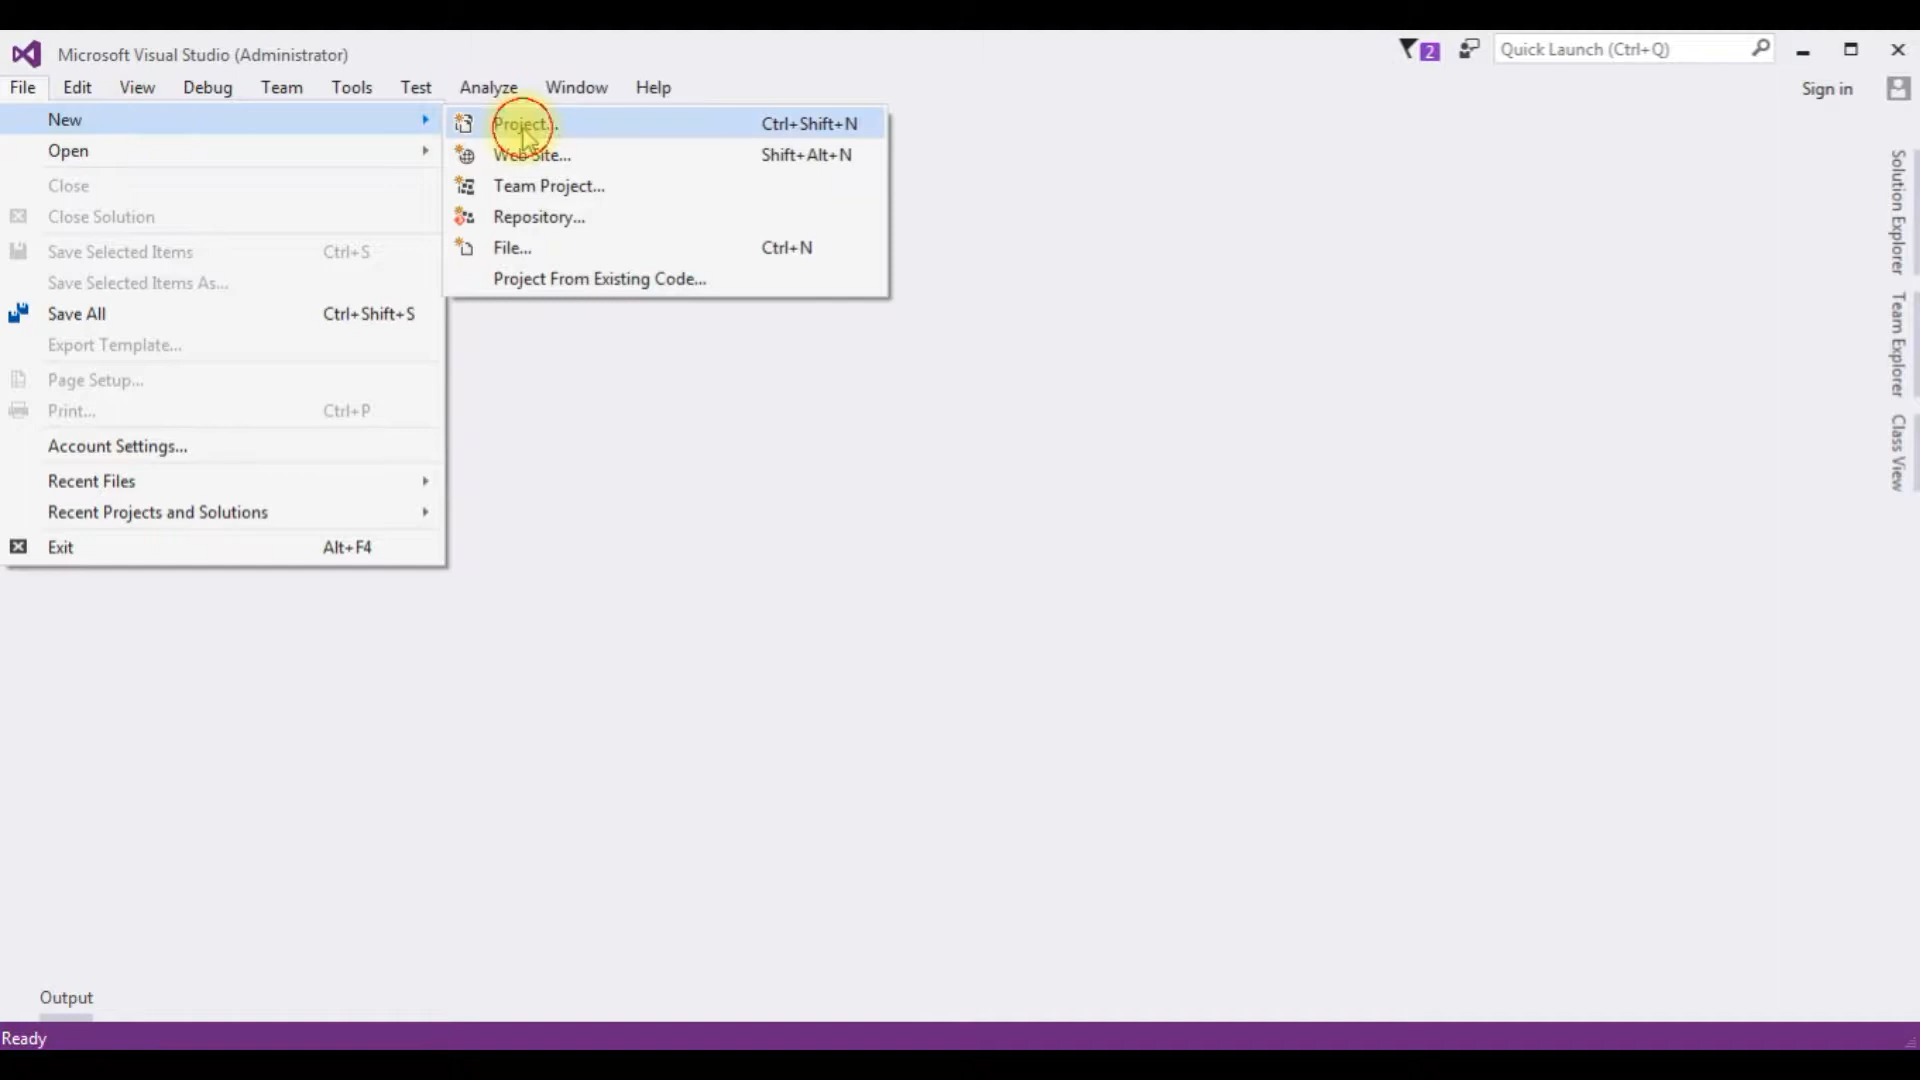 Microsoft Visual Studio (Administrator)
2
Quick Launch (Ctrl+Q)
File Edit View Debug Team Tools Test Analyze Window Help
Sign in
New
Open
Close
Close Solution
Save Selected Items Ctrl+S
Save Selected Items As...
Save All Ctrl+Shift+S
Export Template...
Page Setup...
Print... Ctrl+P
Account Settings...
Recent Files
Recent Projects and Solutions
Exit Alt+F4
Project... Ctrl+Shift+N
Web Site... Shift+Alt+N
Team Project...
Repository...
File... Ctrl+N
Project From Existing Code...
Solution Explorer
Team Explorer
Class View
Output
Ready